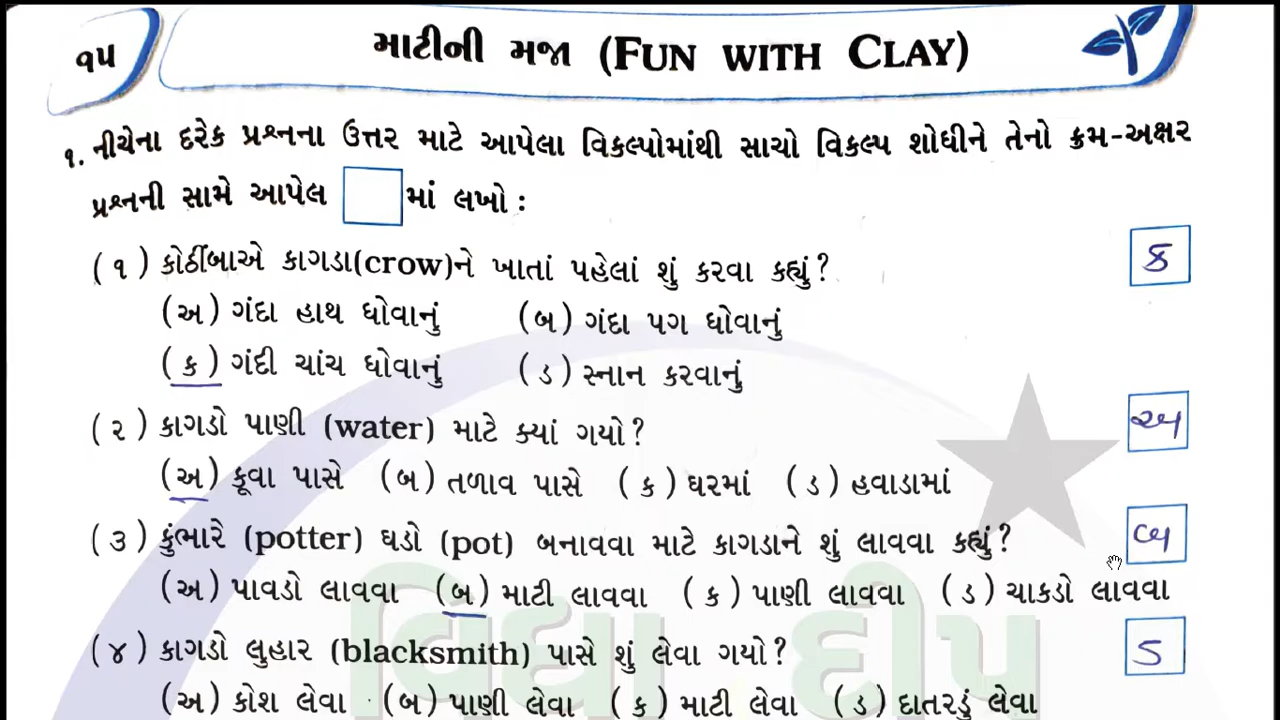 ૧૫
માટીની મજા (FUN WITH CLAY)
૧. નીચેના દરેક પ્રશ્નના ઉત્તર માટે આપેલા વિકલ્પોમાંથી સાચો વિકલ્પ શોધીને તેનો ક્રમ-અક્ષર
પ્રશ્નની સામે આપેલ માં લખો :
(૧) કોઠીંબાએ કાગડા(crow)ને ખાતાં પહેલાં શું કરવા કહ્યું? ક
(અ) ગંદા હાથ ધોવાનું (બ) ગંદા પગ ધોવાનું
(ક) ગંદી ચાંચ ધોવાનું (ડ) સ્નાન કરવાનું
(૨) કાગડો પાણી (water) માટે ક્યાં ગયો? અ
(અ) કૂવા પાસે (બ) તળાવ પાસે (ક) ઘરમાં (ડ) હવાડામાં
(૩) કુંભારે (potter) ઘડો (pot) બનાવવા માટે કાગડાને શું લાવવા કહ્યું? બ
(અ) પાવડો લાવવા (બ) માટી લાવવા (ક) પાણી લાવવા (ડ) ચાકડો લાવવા
(૪) કાગડો લુહાર (blacksmith) પાસે શું લેવા ગયો? ડ
(અ) કોશ લેવા (બ) પાણી લેવા (ક) માટી લેવા (ડ) દાતરડું લેવા
વિદ્યા દીપ